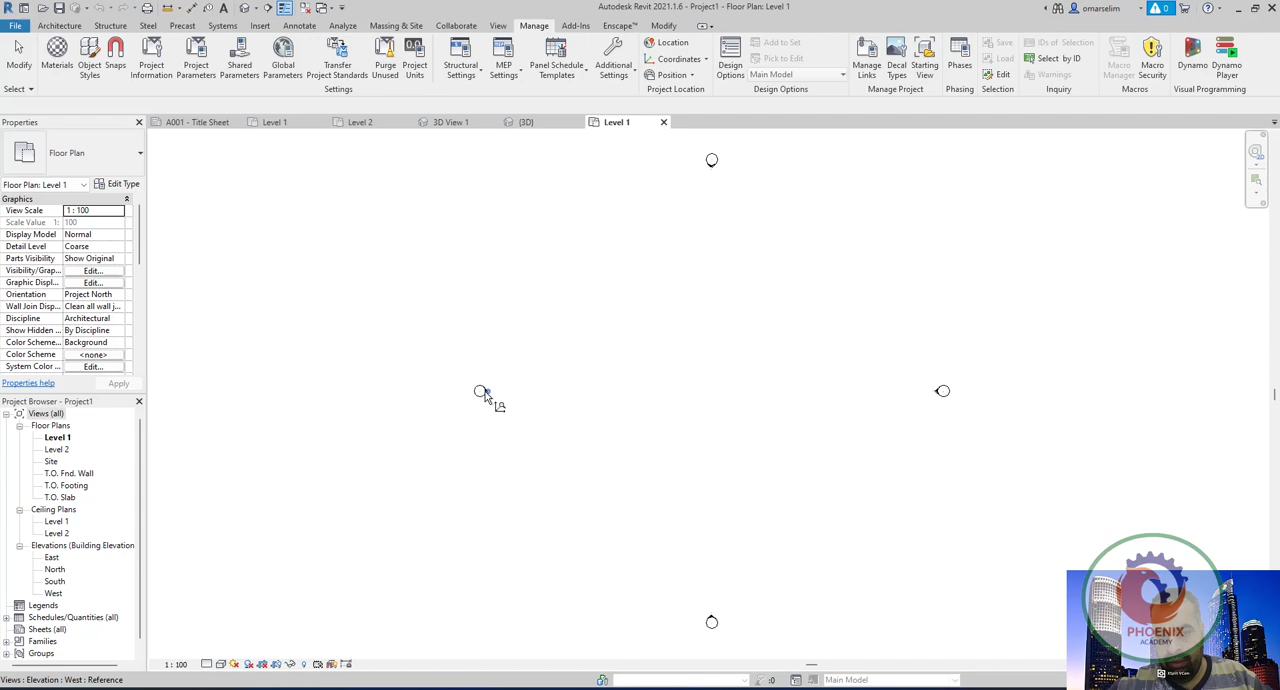 Autodesk Revit 2021.1.6 - Project1 - Floor Plan: Level 1
omarselim
0
File Architecture Structure Steel Precast Systems Insert Annotate Analyze Massing & Site Collaborate View Manage Add-Ins Enscape™ Modify
Modify
Materials
Object Styles
Snaps
Project Information
Project Parameters
Shared Parameters
Global Parameters
Transfer Project Standards
Purge Unused
Project Units
Structural Settings
MEP Settings
Panel Schedule Templates
Additional Settings
Location
Coordinates
Position
Design Options
Add to Set
Pick to Edit
Main Model
Manage Links
Decal Types
Starting View
Phases
Save
Load
Edit
IDs of Selection
Select by ID
Warnings
Macro Manager
Macro Security
Dynamo
Dynamo Player
Select
Settings
Project Location
Design Options
Manage Project
Phasing
Selection
Inquiry
Macros
Visual Programming
Properties
A001 - Title Sheet
Level 1
Level 2
3D View 1
{3D}
Level 1
Floor Plan
Floor Plan: Level 1
Edit Type
Graphics
View Scale 1 : 100
Scale Value 1: 100
Display Model Normal
Detail Level Coarse
Parts Visibility Show Original
Visibility/Grap... Edit...
Graphic Displ... Edit...
Orientation Project North
Wall Join Disp... Clean all wall j...
Discipline Architectural
Show Hidden ... By Discipline
Color Scheme... Background
Color Scheme <none>
System Color ... Edit...
Properties help
Apply
Project Browser - Project1
Views (all)
Floor Plans
Level 1
Level 2
Site
T.O. Fnd. Wall
T.O. Footing
T.O. Slab
Ceiling Plans
Level 1
Level 2
Elevations (Building Elevation
East
North
South
West
Legends
Schedules/Quantities (all)
Sheets (all)
Families
Groups
1 : 100
Views : Elevation : West : Reference
:0
Main Model
PHOENIX
ACADEMY
XSplit VCam